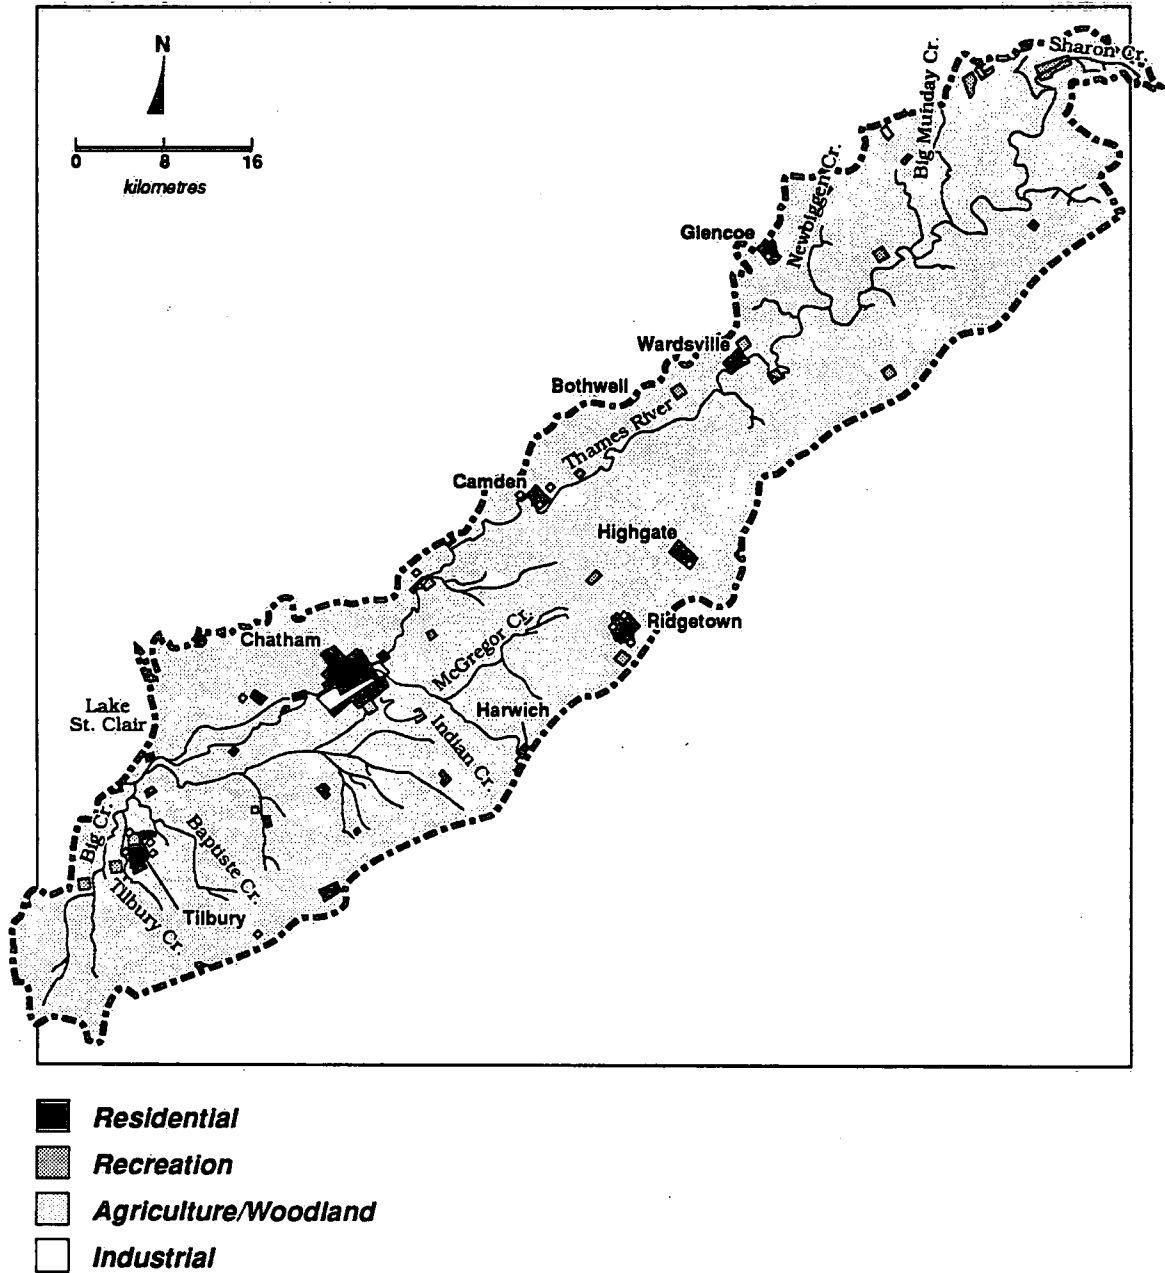 N
0 8 16
kilometres
Sharon Cr.
Big Munday Cr.
Newbiggen Cr.
Glencoe
Wardsville
Bothwell
Thames River
Camden
Highgate
Ridgetown
Chatham
McGregor Cr.
Harwich
Lake
St. Clair
Indian Cr.
Big Cr.
Baptiste Cr.
Tilbury Cr.
Tilbury
Residential
Recreation
Agriculture/Woodland
Industrial